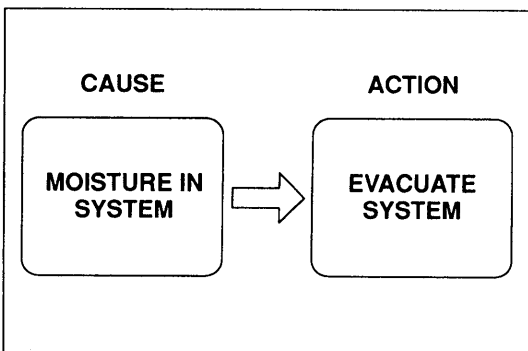 CAUSE
ACTION
MOISTURE IN
SYSTEM
EVACUATE
SYSTEM